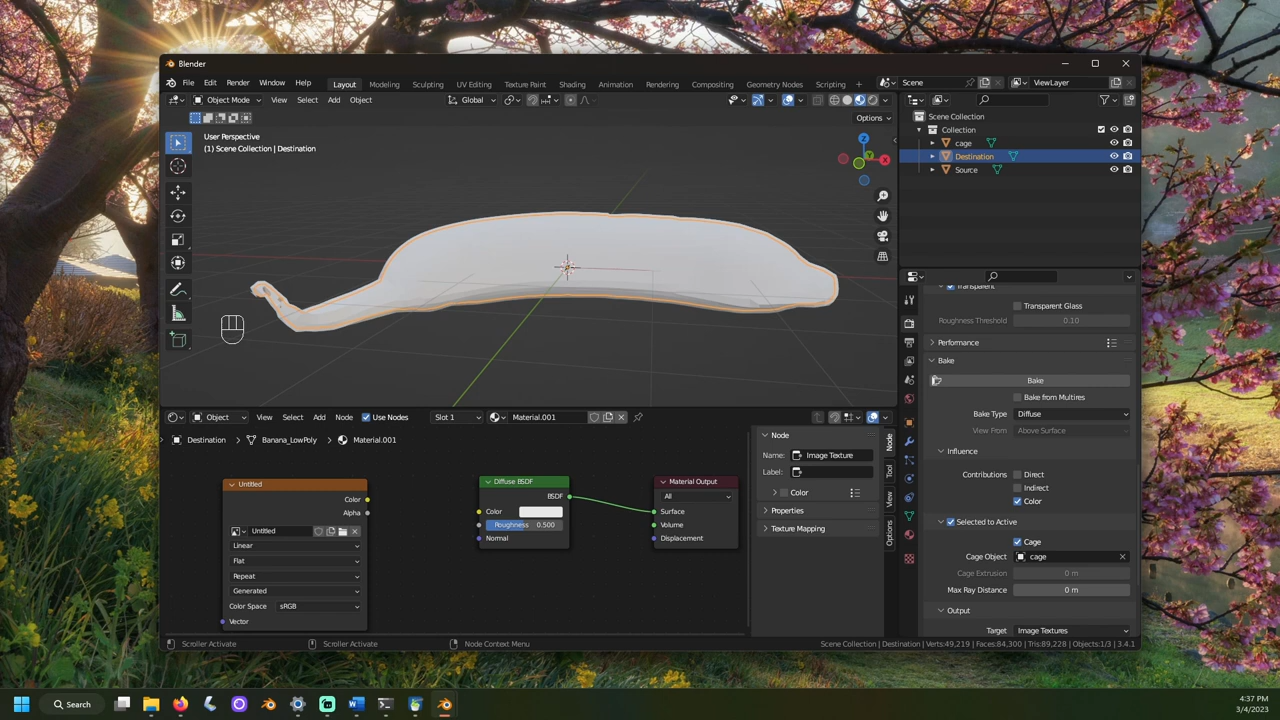 Blender
File Edit Render Window Help Layout Modeling Sculpting UV Editing Texture Paint Shading Animation Rendering Compositing Geometry Nodes Scripting + Scene ViewLayer
Object Mode View Select Add Object Global
Options
User Perspective
(1) Scene Collection | Destination
Z
Y
X
Scene Collection
Collection
cage
Destination
Source
Transparent
Transparent Glass
Roughness Threshold 0.10
Performance
Bake
Bake
Bake from Multires
Bake Type Diffuse
View From Above Surface
Influence
Contributions Direct
Indirect
Color
Selected to Active
Cage
Cage Object cage
Cage Extrusion 0 m
Max Ray Distance 0 m
Output
Target Image Textures
Object View Select Add Node Use Nodes Slot 1 Material.001
Destination Banana_LowPoly Material.001
Untitled
Color
Alpha
Untitled
Linear
Flat
Repeat
Generated
Color Space sRGB
Vector
Diffuse BSDF
BSDF
Color
Roughness 0.500
Normal
Material Output
All
Surface
Volume
Displacement
Node
Name: Image Texture
Label:
Color
Properties
Texture Mapping
Node
Tool
View
Options
Scroller Activate Scroller Activate Node Context Menu Scene Collection | Destination | Verts:49,219 | Faces:84,300 | Tris:89,228 | Objects:1/3 | 3.4.1
Search
4:37 PM
3/4/2023